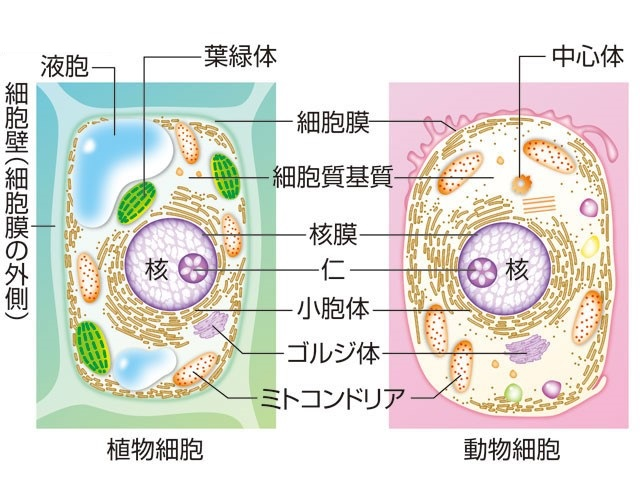 葉緑体
中心体
液胞
細胞壁(細胞膜の外側)
細胞膜
細胞質基質
核膜
核
仁
核
小胞体
ゴルジ体
ミトコンドリア
植物細胞
動物細胞